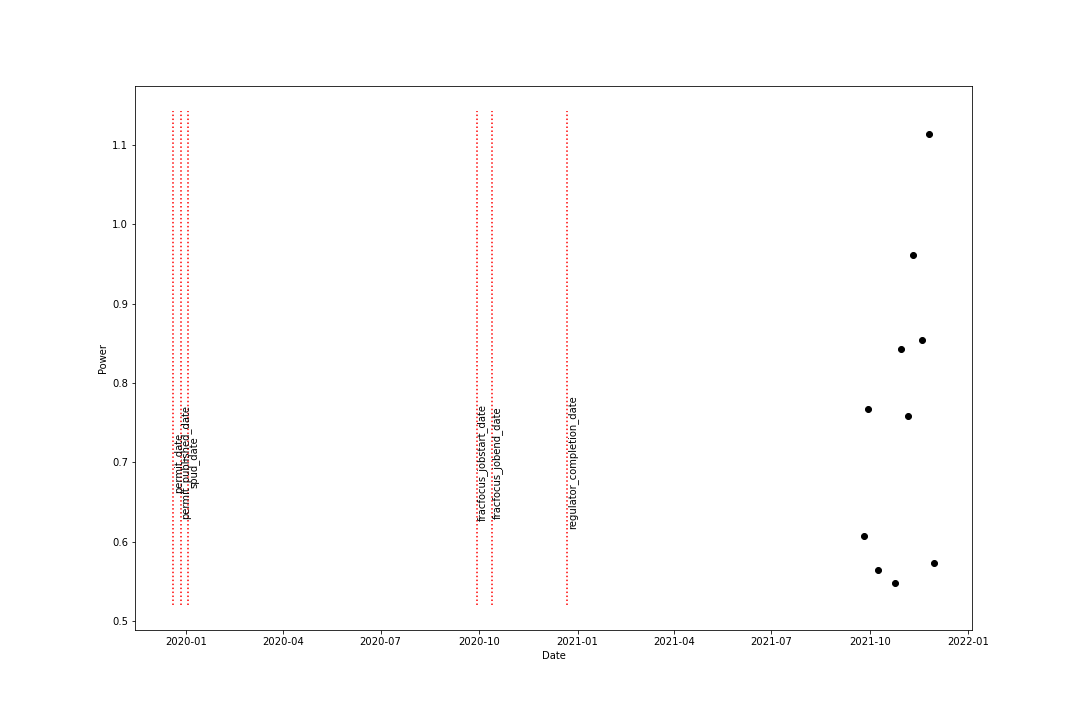 1.1
1.0
0.9
0.8
0.7
0.6
0.5
Power
permit_date
permit_published_date
spud_date
fracfocus_jobstart_date
fracfocus_jobend_date
regulator_completion_date
2020-01
2020-04
2020-07
2020-10
2021-01
2021-04
2021-07
2021-10
2022-01
Date